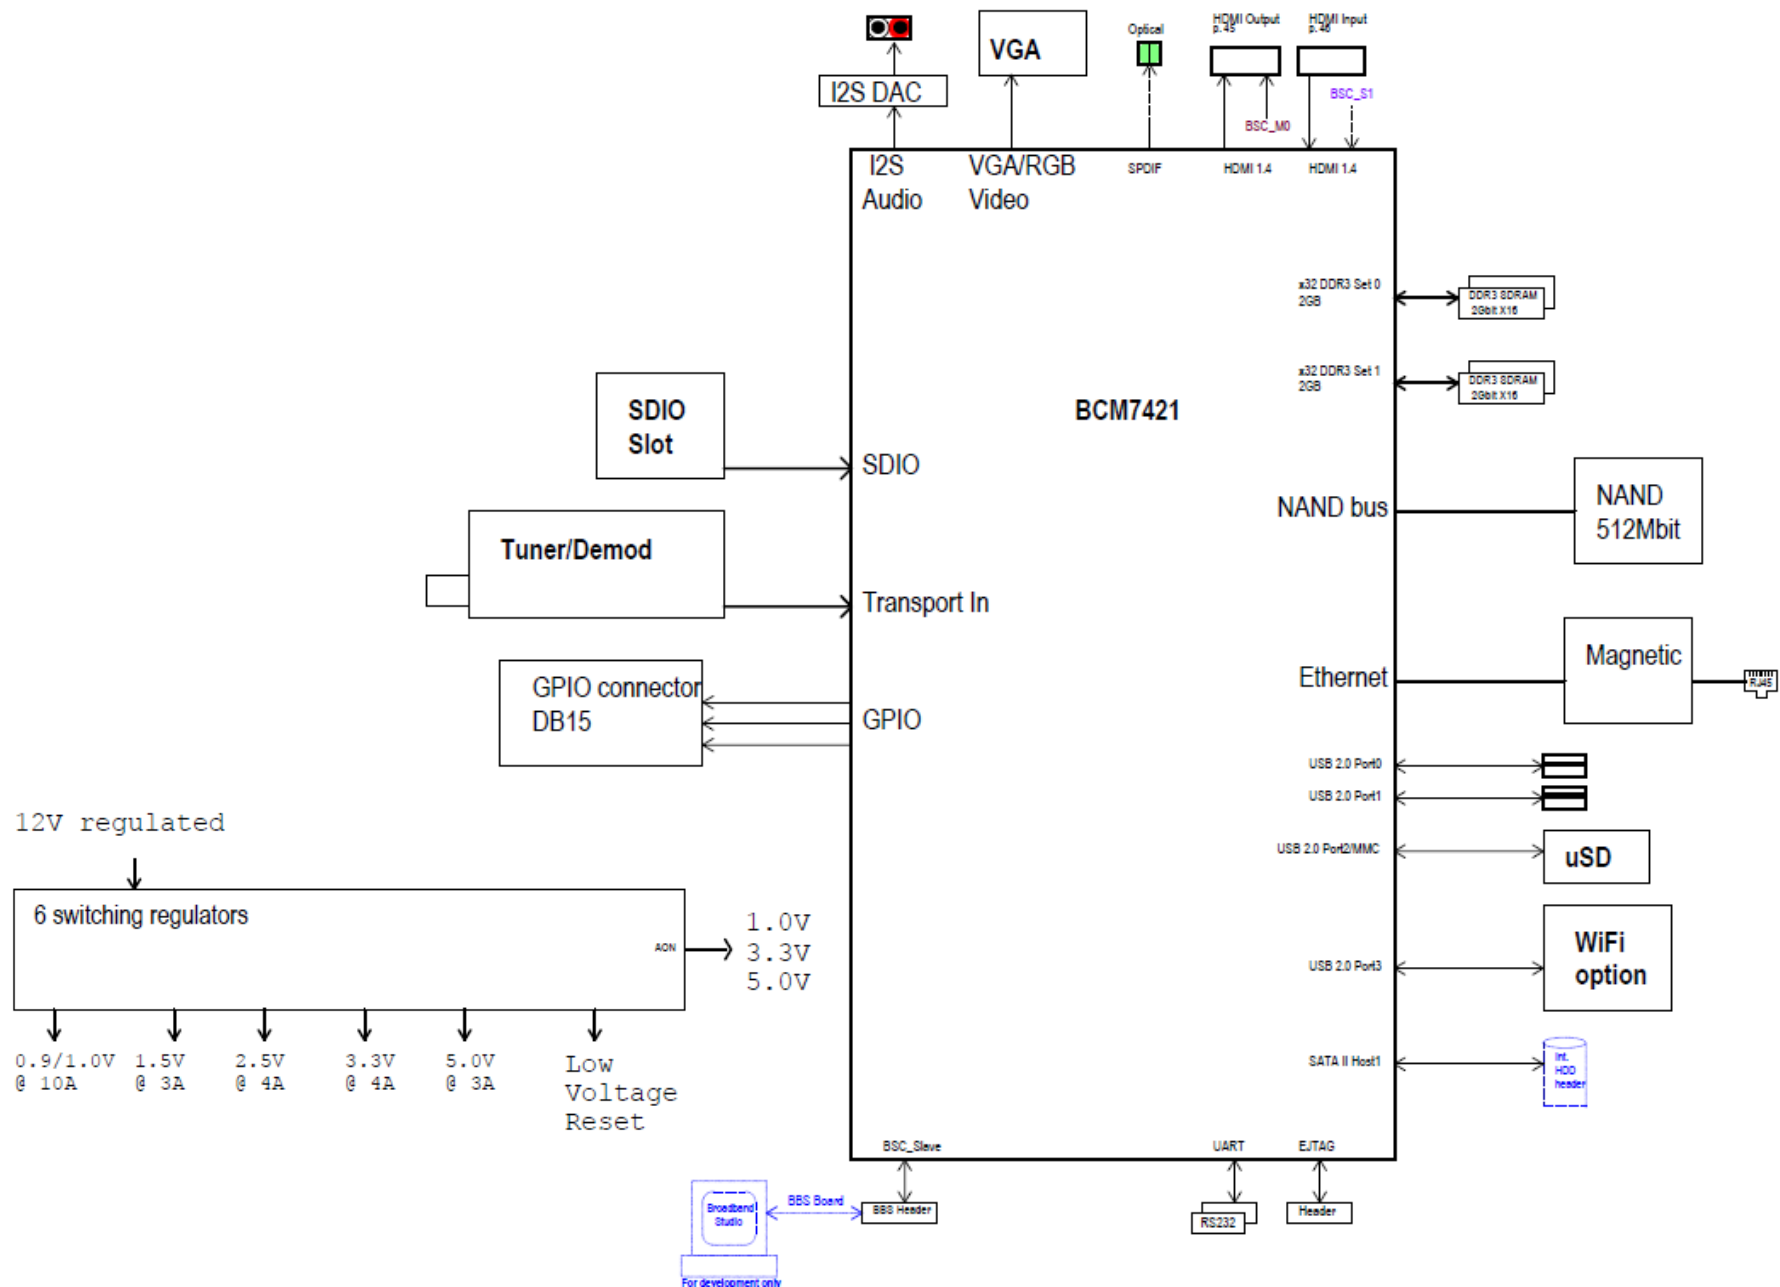 HDMI Output
p. 45
HDMI Input
p. 46
Optical
VGA
I2S DAC
BSC_S1
BSC_M0
I2S
Audio
VGA/RGB
Video
SPDIF
HDMI 1.4
HDMI 1.4
x32 DDR3 Set 0
2GB
DDR3 SDRAM
2Gbit X16
x32 DDR3 Set 1
2GB
DDR3 SDRAM
2Gbit X16
BCM7421
SDIO
Slot
SDIO
NAND bus
NAND
512Mbit
Tuner/Demod
Transport In
Ethernet
Magnetic
RJ45
GPIO connector
DB15
GPIO
USB 2.0 Port0
USB 2.0 Port1
USB 2.0 Port2/MMC
uSD
12V regulated
6 switching regulators
AON
1.0V
3.3V
5.0V
USB 2.0 Port3
WiFi
option
0.9/1.0V
@ 10A
1.5V
@ 3A
2.5V
@ 4A
3.3V
@ 4A
5.0V
@ 3A
Low
Voltage
Reset
SATA II Host1
Int.
HDD
header
BSC_Slave
UART
EJTAG
Broadband
Studio
BBS Board
BBS Header
RS232
Header
For development only